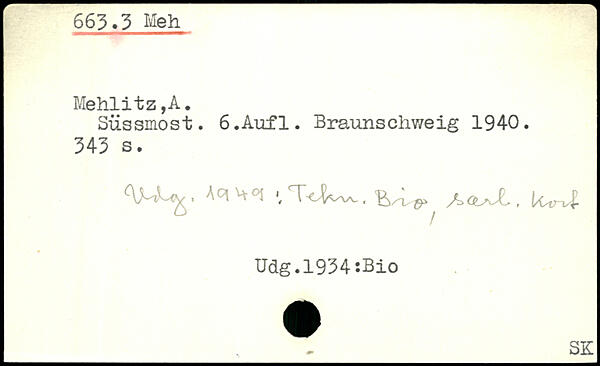 663.3 Meh
Mehlitz,A.
Süssmost. 6.Aufl. Braunschweig 1940.
343 s.
Udg. 1949: Tekn. Bio, særl. kort
Udg.1934:Bio
SK